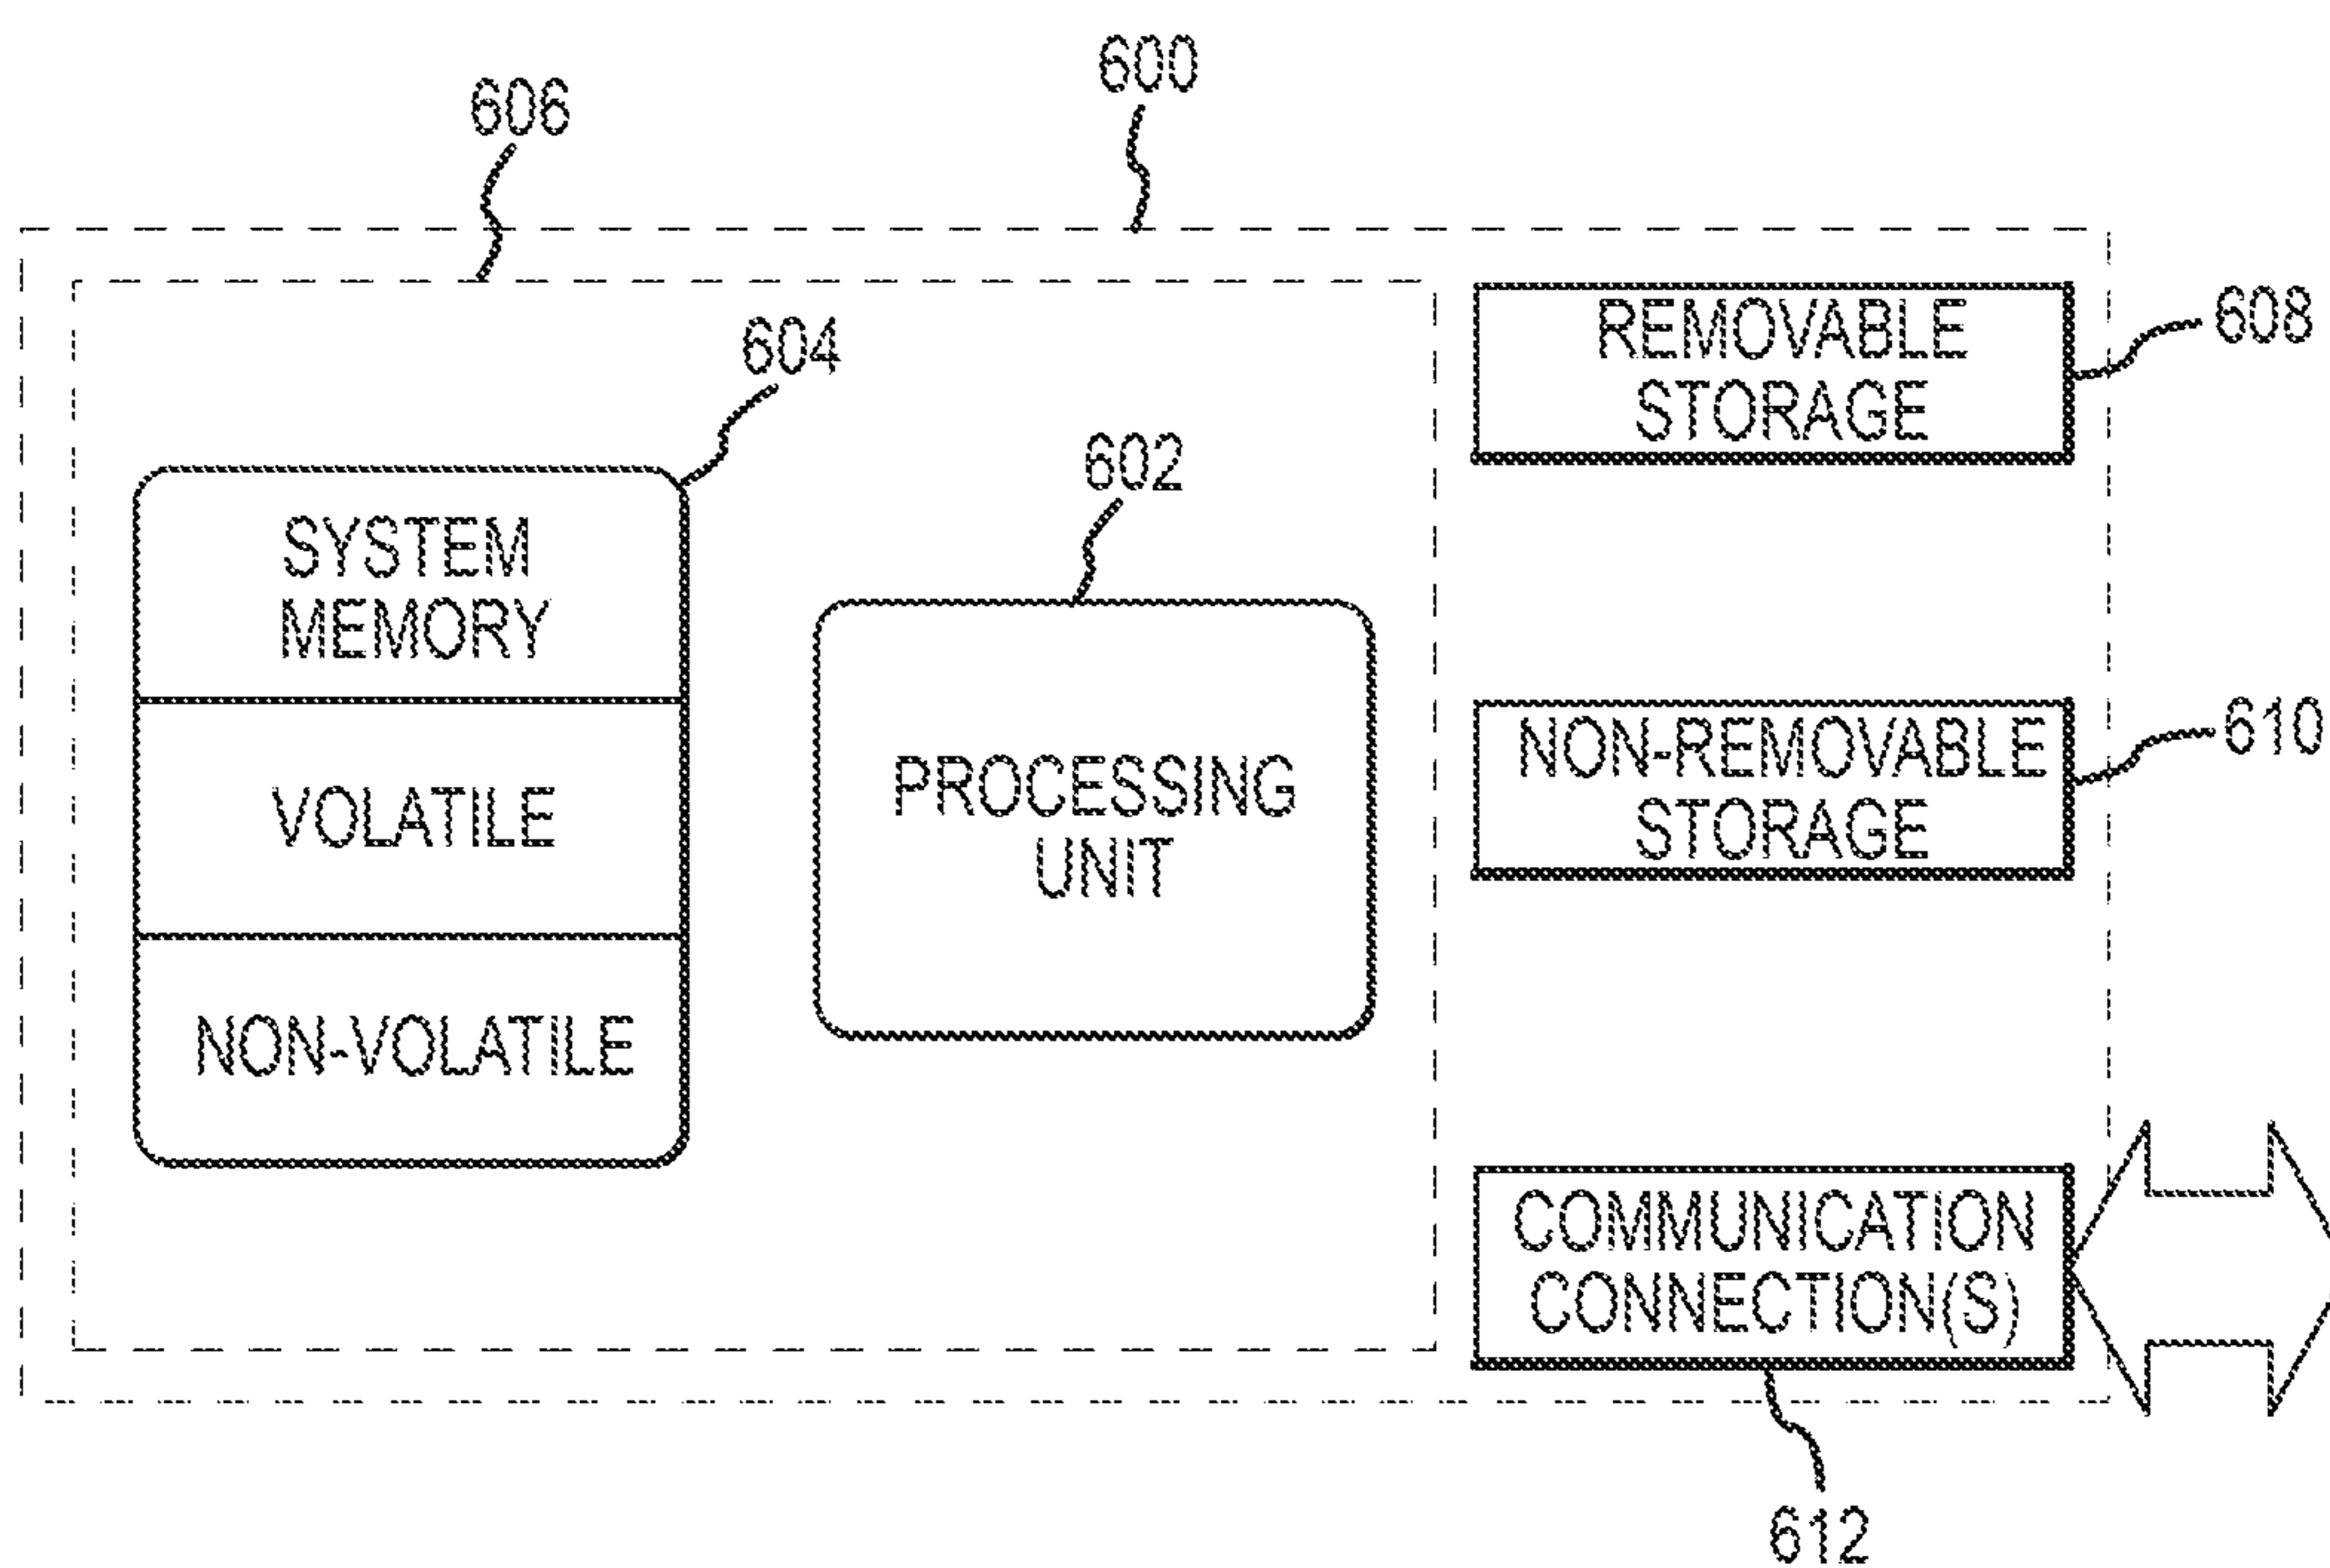 600
606
608
REMOVABLE
STORAGE
604
602
SYSTEM
MEMORY
NON-REMOVABLE
STORAGE
610
PROCESSING
UNIT
VOLATILE
NON-VOLATILE
COMMUNICATION
CONNECTION(S)
612